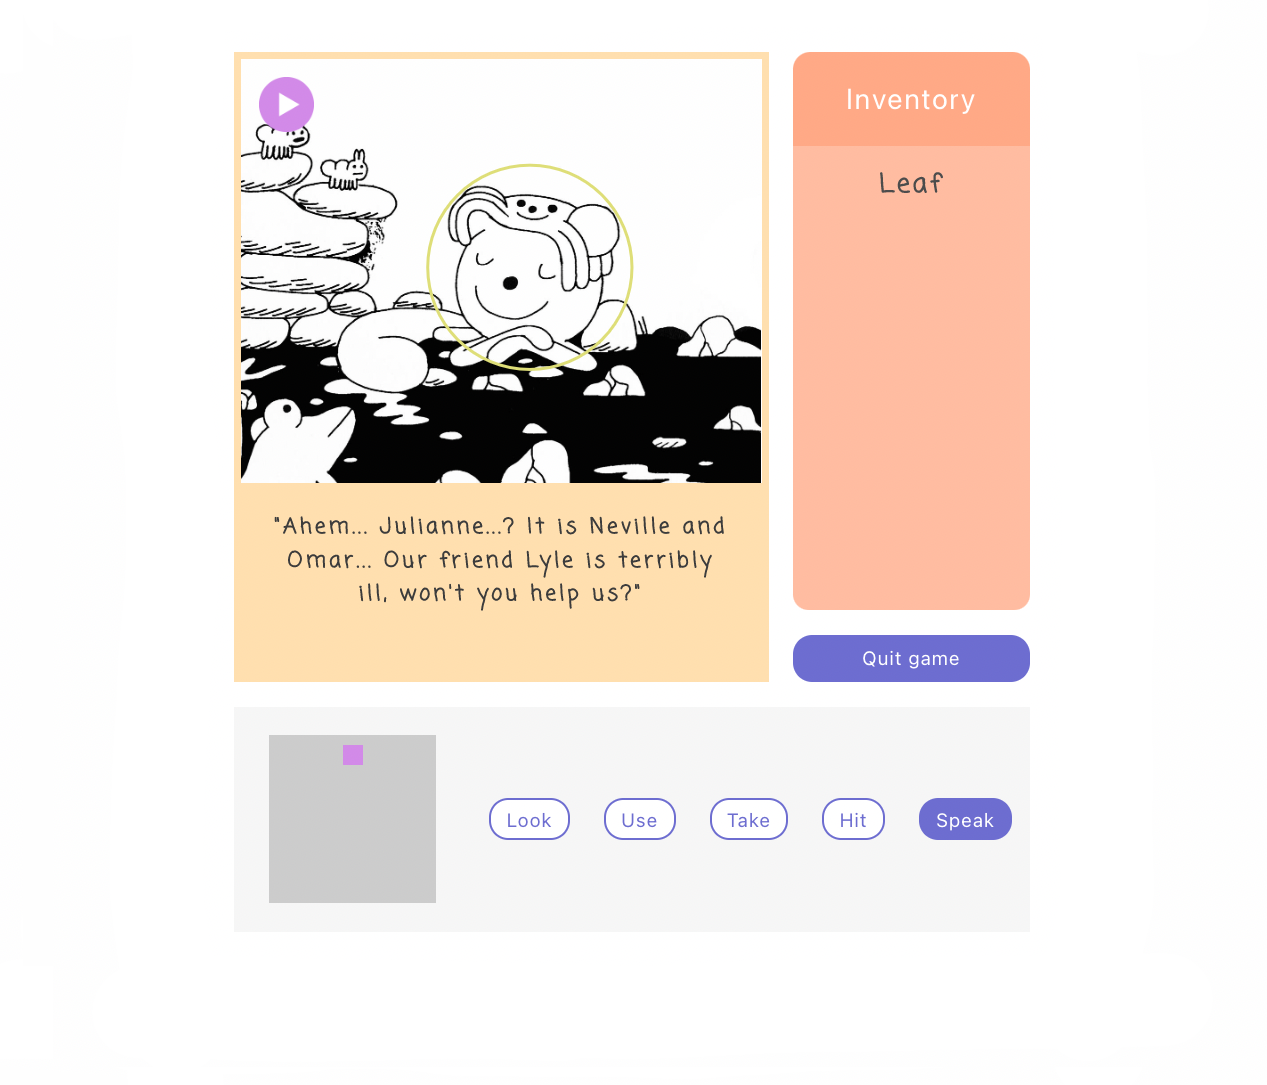 Inventory
Leaf
"Ahem... Julianne...? It is Neville and
Omar... Our friend Lyle is terribly
ill, won't you help us?"
Quit game
Look
Use
Take
Hit
Speak